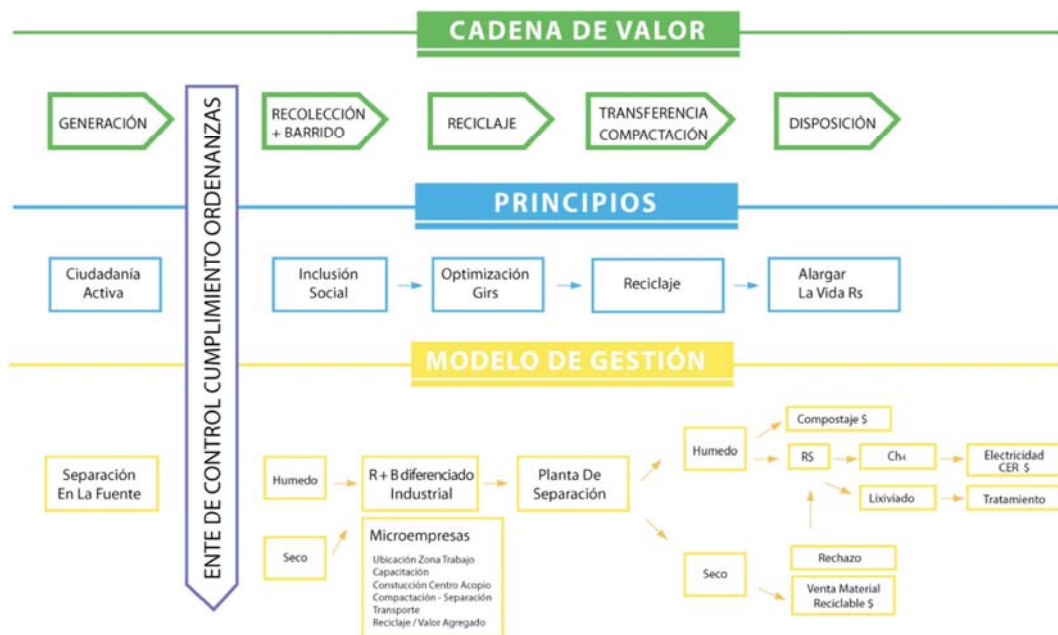 CADENA DE VALOR
GENERACIÓN
ENTE DE CONTROL CUMPLIMIENTO ORDENANZAS
RECOLECCIÓN
+ BARRIDO
RECICLAJE
TRANSFERENCIA
COMPACTACIÓN
DISPOSICIÓN
PRINCIPIOS
Ciudadanía
Activa
Inclusión
Social
Optimización
Girs
Reciclaje
Alargar
La Vida Rs
MODELO DE GESTIÓN
Separación
En La Fuente
Humedo
Seco
R + B diferenciado
Industrial
Microempresas
Ubicación Zona Trabajo
Capacitación
Constucción Centro Acopio
Compactación - Separación
Transporte
Reciclaje / Valor Agregado
Planta De
Separación
Humedo
Compostaje $
RS
Ch4
Electricidad
CER $
Lixiviado
Tratamiento
Seco
Rechazo
Venta Material
Reciclable $